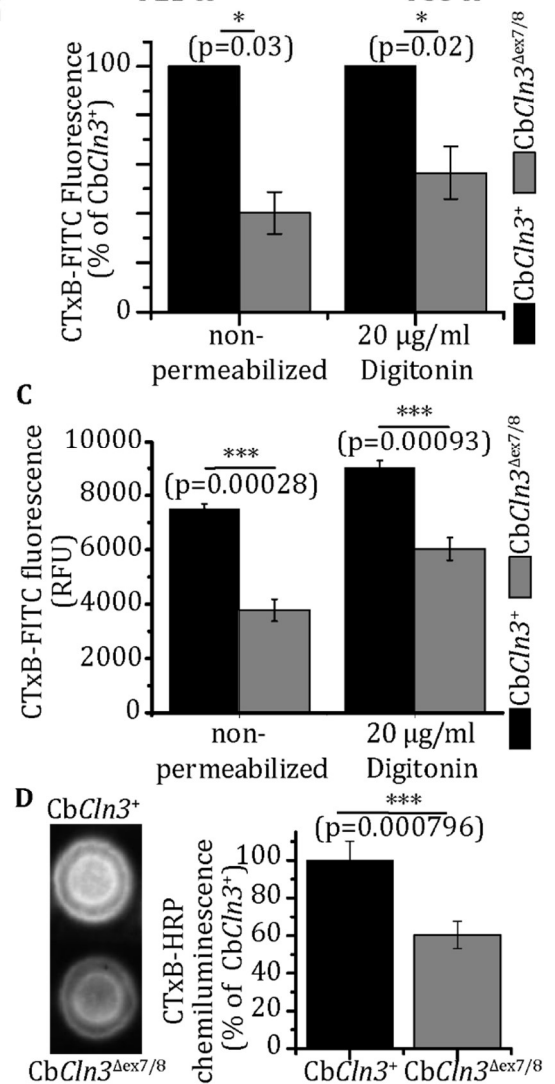 *
(p=0.03)
*
(p=0.02)
100
0
CTxB-FITC Fluorescence
(% of CbCln3⁺)
non-
permeabilized
20 μg/ml
Digitonin
CbCln3⁺
CbCln3Δex7/8
C
***
(p=0.00028)
***
(p=0.00093)
10000
8000
6000
4000
2000
0
CTxB-FITC fluorescence
(RFU)
non-
permeabilized
20 μg/ml
Digitonin
CbCln3⁺
CbCln3Δex7/8
D
CbCln3⁺
CbCln3Δex7/8
***
(p=0.000796)
100
80
60
40
20
0
CTxB-HRP
chemiluminescence
(% of CbCln3⁺)
CbCln3⁺
CbCln3Δex7/8